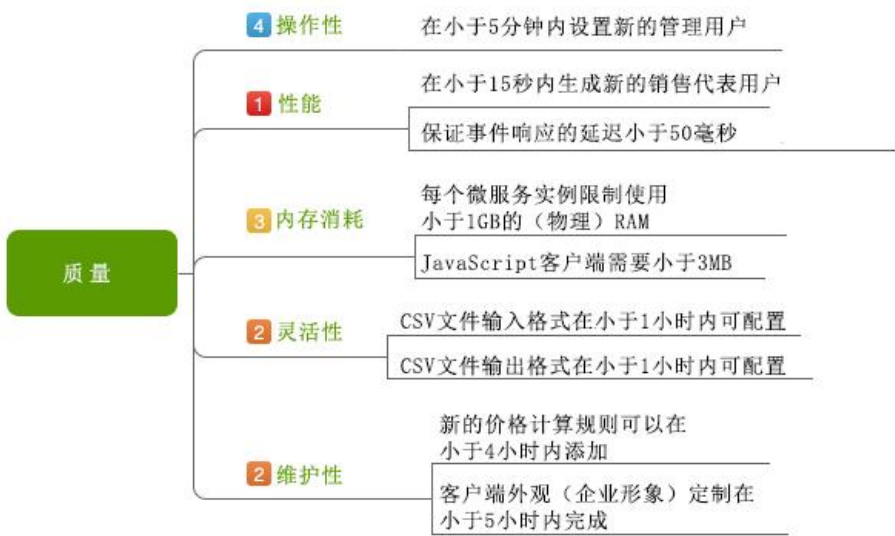 4 操作性
在小于5分钟内设置新的管理用户
1 性能
在小于15秒内生成新的销售代表用户
保证事件响应的延迟小于50毫秒
3 内存消耗
每个微服务实例限制使用
小于1GB的（物理）RAM
JavaScript客户端需要小于3MB
质量
2 灵活性
CSV文件输入格式在小于1小时内可配置
CSV文件输出格式在小于1小时内可配置
2 维护性
新的价格计算规则可以在
小于4小时内添加
客户端外观（企业形象）定制在
小于5小时内完成